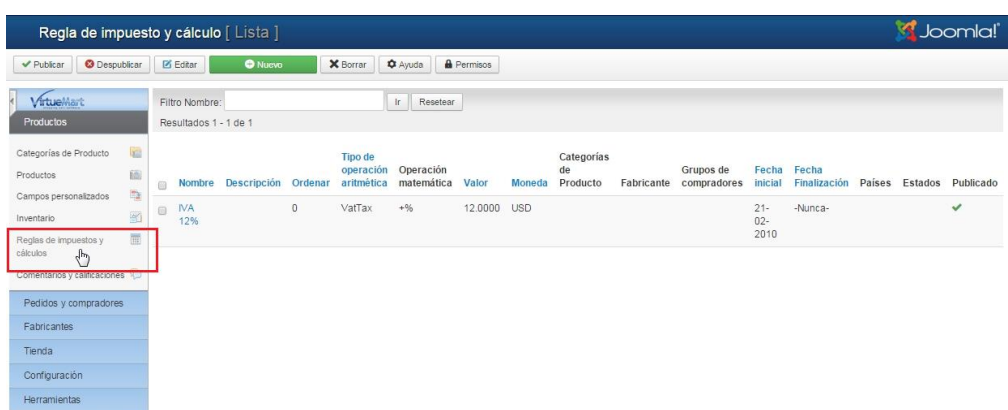 Regla de impuesto y cálculo [ Lista ]
Joomla!
Publicar Despublicar Editar Nuevo Borrar Ayuda Permisos
VirtueMart
Productos
Categorías de Producto
Productos
Campos personalizados
Inventario
Reglas de impuestos y
cálculos
Comentarios y calificaciones
Pedidos y compradores
Fabricantes
Tienda
Configuración
Herramientas
Filtro Nombre: Ir Resetear
Resultados 1 - 1 de 1
Nombre Descripción Ordenar Tipo de operación aritmética Operación matemática Valor Moneda Categorías de Producto Fabricante Grupos de compradores Fecha inicial Fecha Finalización Países Estados Publicado
IVA 12% 0 VatTax +% 12.0000 USD 21-02-2010 -Nunca-